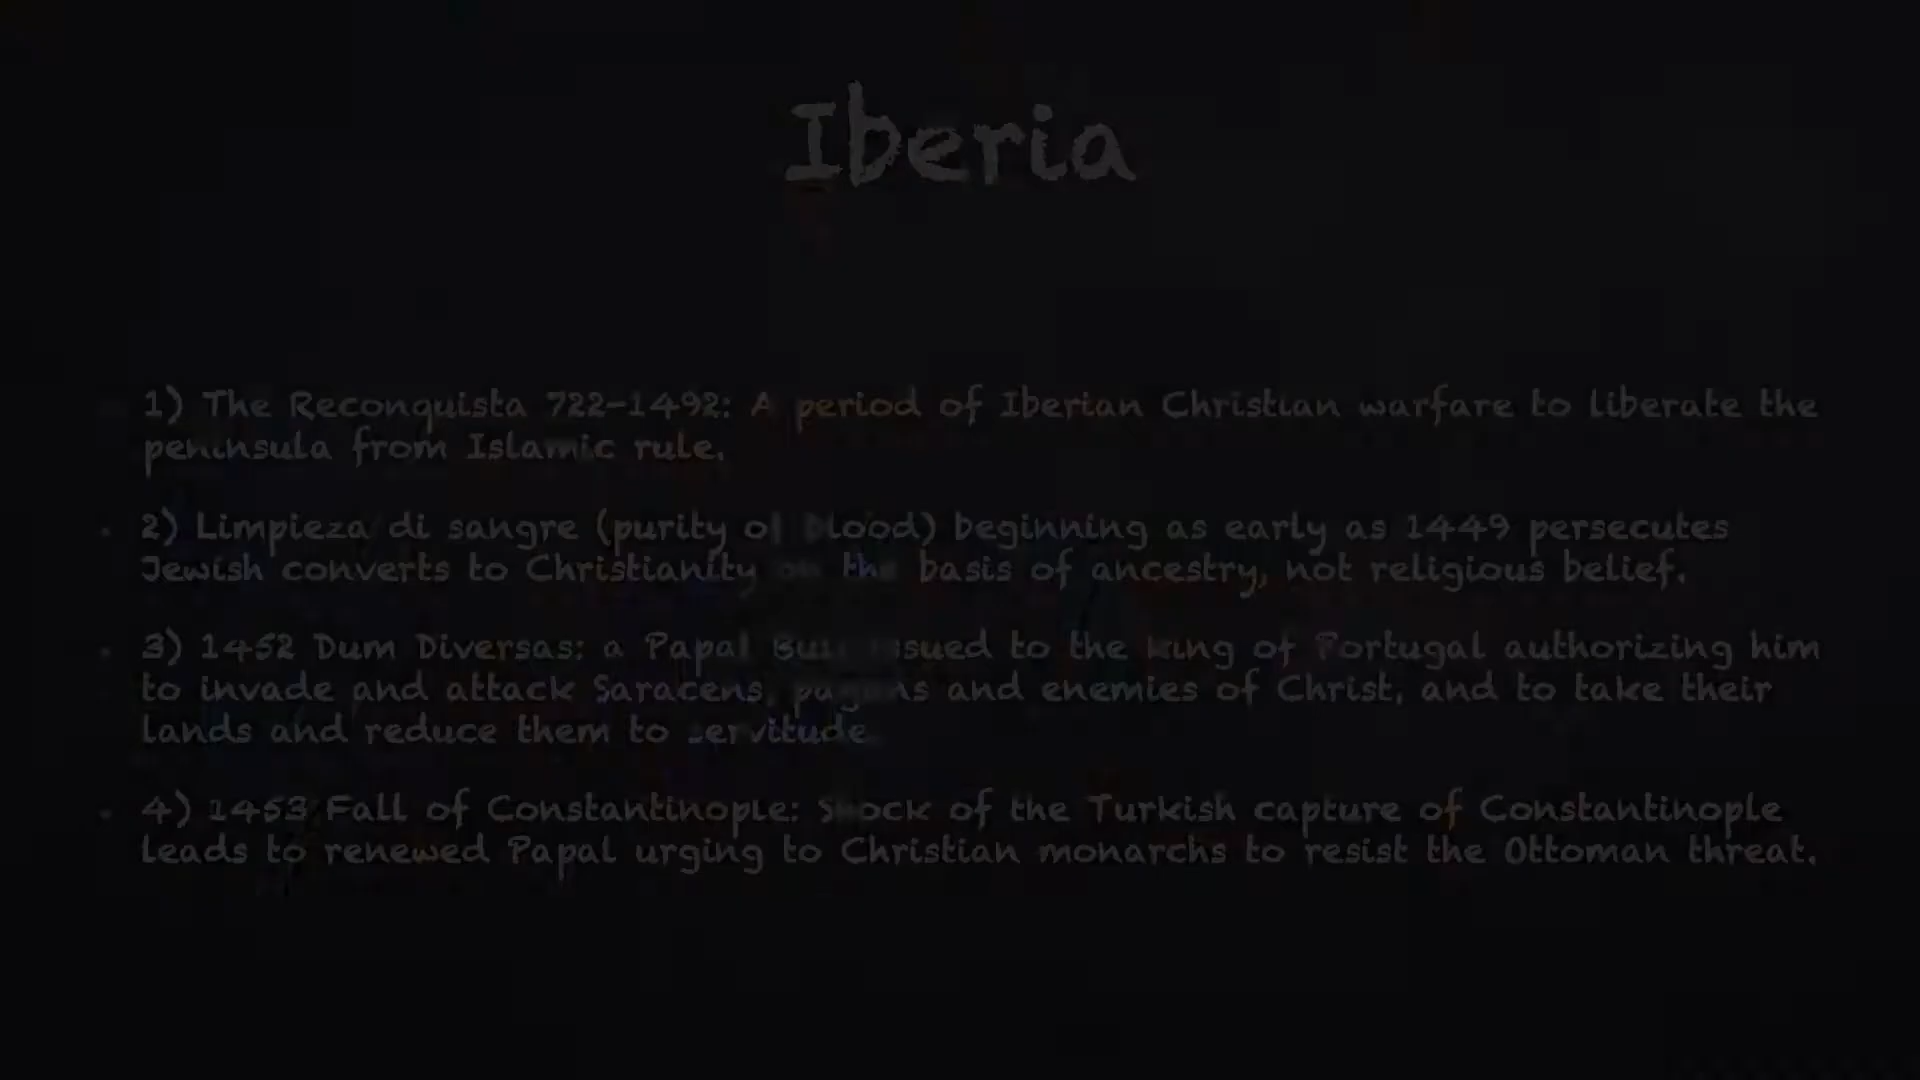 Iberia
1) The Reconquista 722-1492: A period of Iberian Christian warfare to liberate the
peninsula from Islamic rule.
2) Limpieza di sangre (purity of blood) beginning as early as 1449 persecutes
Jewish converts to Christianity on the basis of ancestry, not religious belief.
3) 1452 Dum Diversas: a Papal Bull issued to the king of Portugal authorizing him
to invade and attack Saracens, pagans and enemies of Christ, and to take their
lands and reduce them to servitude.
4) 1453 Fall of Constantinople: Shock of the Turkish capture of Constantinople
leads to renewed Papal urging to Christian monarchs to resist the Ottoman threat.